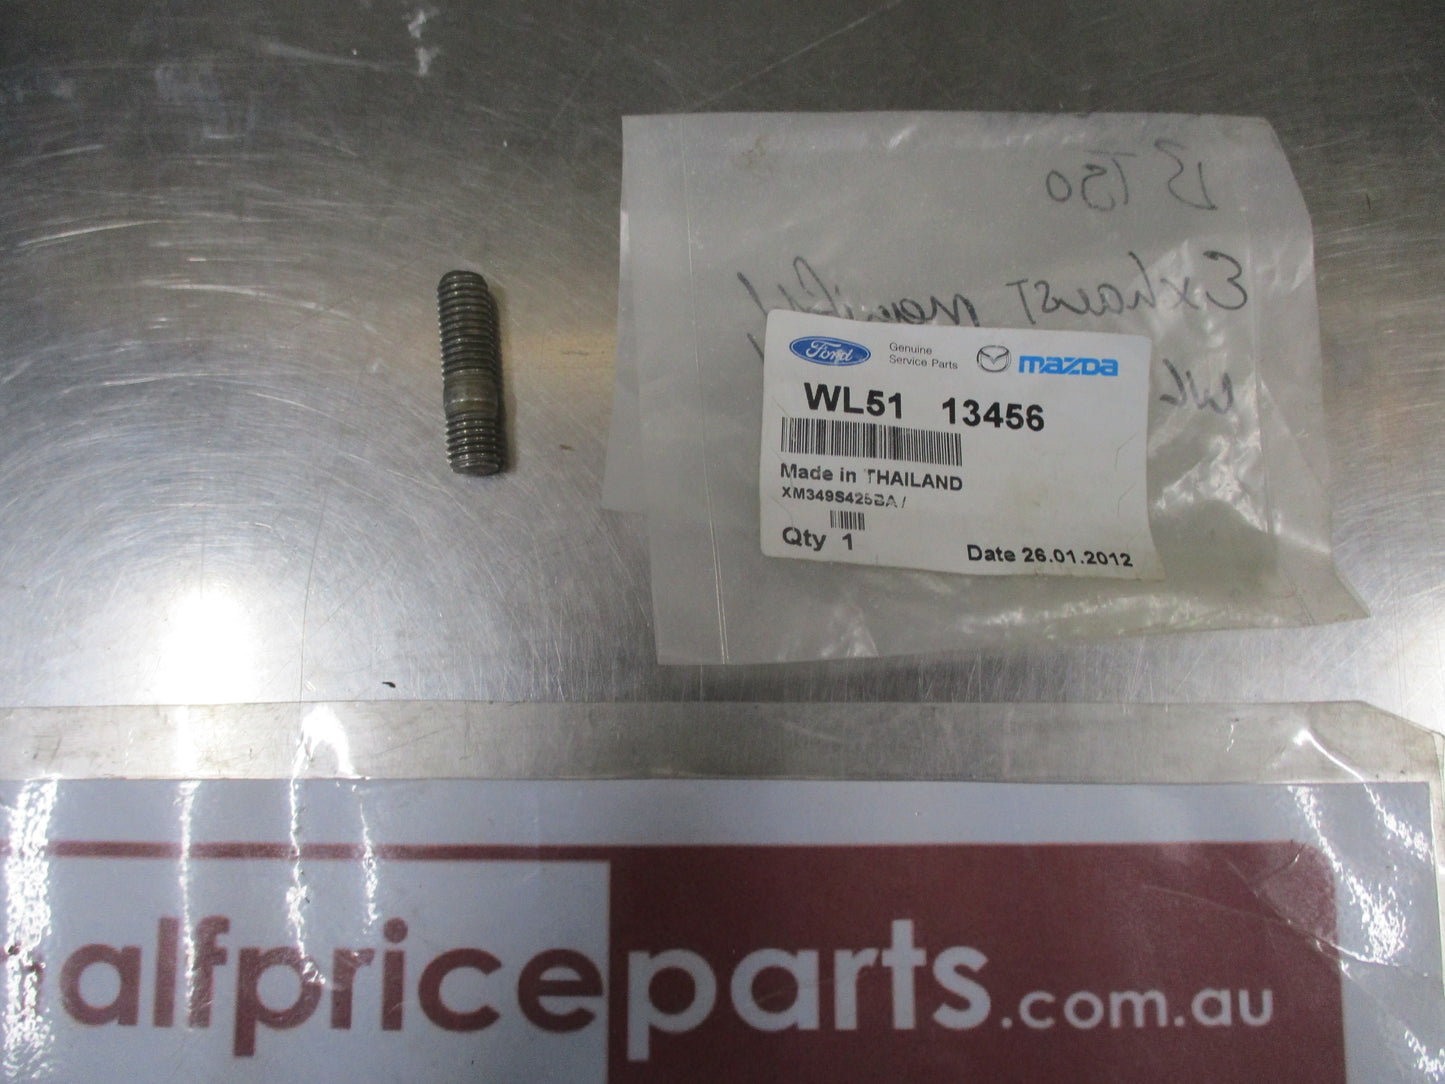 BT50
Exhaust manifold
WL
Ford
Genuine
Service Parts
mazda
WL51 13456
Made in THAILAND
XM349S425BA /
Qty 1
Date 26.01.2012
alfpriceparts.com.au